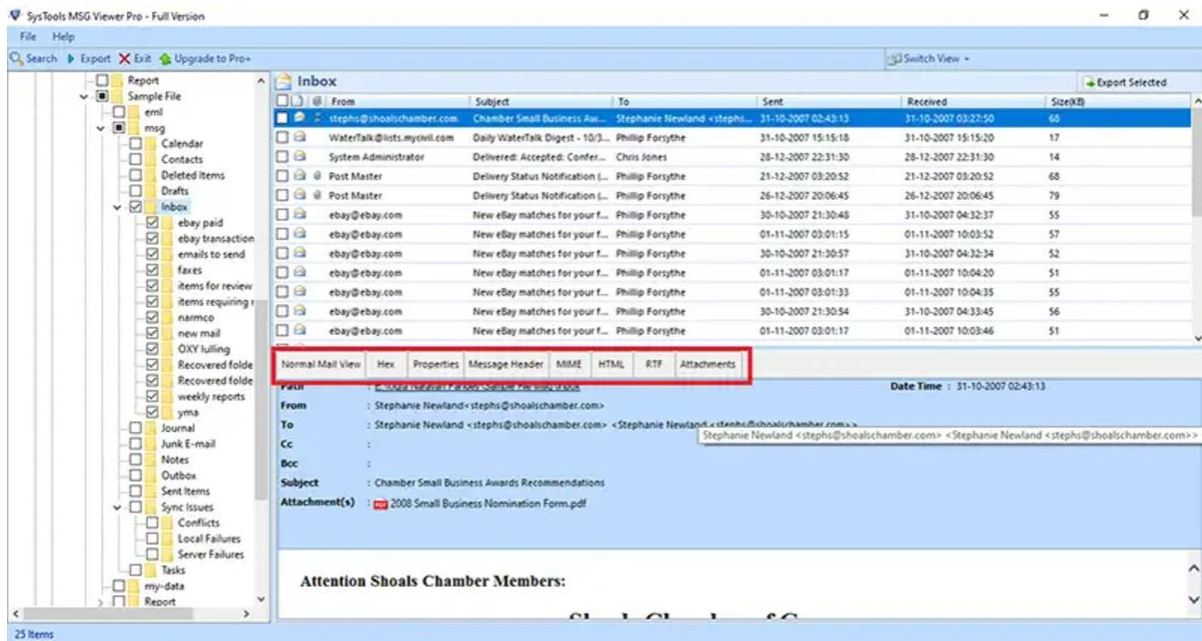 SysTools MSG Viewer Pro - Full Version
File Help
Search Export Exit Upgrade to Pro+ Switch View
Report
Sample File
eml
msg
Calendar
Contacts
Deleted Items
Drafts
Inbox
ebay paid
ebay transaction
emails to send
faxes
items for review
items requiring
narmco
new mail
OXY lulling
Recovered folde
Recovered folde
weekly reports
yma
Journal
Junk E-mail
Notes
Outbox
Sent Items
Sync Issues
Conflicts
Local Failures
Server Failures
Tasks
my-data
Report
Inbox
Export Selected
From Subject To Sent Received Size(KB)
stephs@shoalschamber.com Chamber Small Business Aw... Stephanie Newland <stephs... 31-10-2007 02:43:13 31-10-2007 03:27:50 68
WaterTalk@lists.mycivil.com Daily WaterTalk Digest - 10/3... Phillip Forsythe 31-10-2007 15:15:18 31-10-2007 15:15:20 17
System Administrator Delivered: Accepted: Confer... Chris Jones 28-12-2007 22:31:30 28-12-2007 22:31:30 14
Post Master Delivery Status Notification (... Phillip Forsythe 21-12-2007 03:20:52 21-12-2007 03:20:52 68
Post Master Delivery Status Notification (... Phillip Forsythe 26-12-2007 20:06:45 26-12-2007 20:06:45 79
ebay@ebay.com New eBay matches for your f... Phillip Forsythe 30-10-2007 21:30:48 31-10-2007 04:32:37 55
ebay@ebay.com New eBay matches for your f... Phillip Forsythe 01-11-2007 03:01:15 01-11-2007 10:03:52 57
ebay@ebay.com New eBay matches for your f... Phillip Forsythe 30-10-2007 21:30:57 31-10-2007 04:32:34 52
ebay@ebay.com New eBay matches for your f... Phillip Forsythe 01-11-2007 03:01:17 01-11-2007 10:04:20 51
ebay@ebay.com New eBay matches for your f... Phillip Forsythe 01-11-2007 03:01:33 01-11-2007 10:04:35 55
ebay@ebay.com New eBay matches for your f... Phillip Forsythe 30-10-2007 21:30:54 31-10-2007 04:33:45 56
ebay@ebay.com New eBay matches for your f... Phillip Forsythe 01-11-2007 03:01:17 01-11-2007 10:03:46 51
Normal Mail View Hex Properties Message Header MIME HTML RTF Attachments
Path : Date Time : 31-10-2007 02:43:13
From : Stephanie Newland<stephs@shoalschamber.com>
To : Stephanie Newland <stephs@shoalschamber.com> <Stephanie Newland <stephs@shoalschamber.com>>
Stephanie Newland <stephs@shoalschamber.com> <Stephanie Newland <stephs@shoalschamber.com>>
Cc :
Bcc :
Subject : Chamber Small Business Awards Recommendations
Attachment(s) : 2008 Small Business Nomination Form.pdf
Attention Shoals Chamber Members:
25 Items